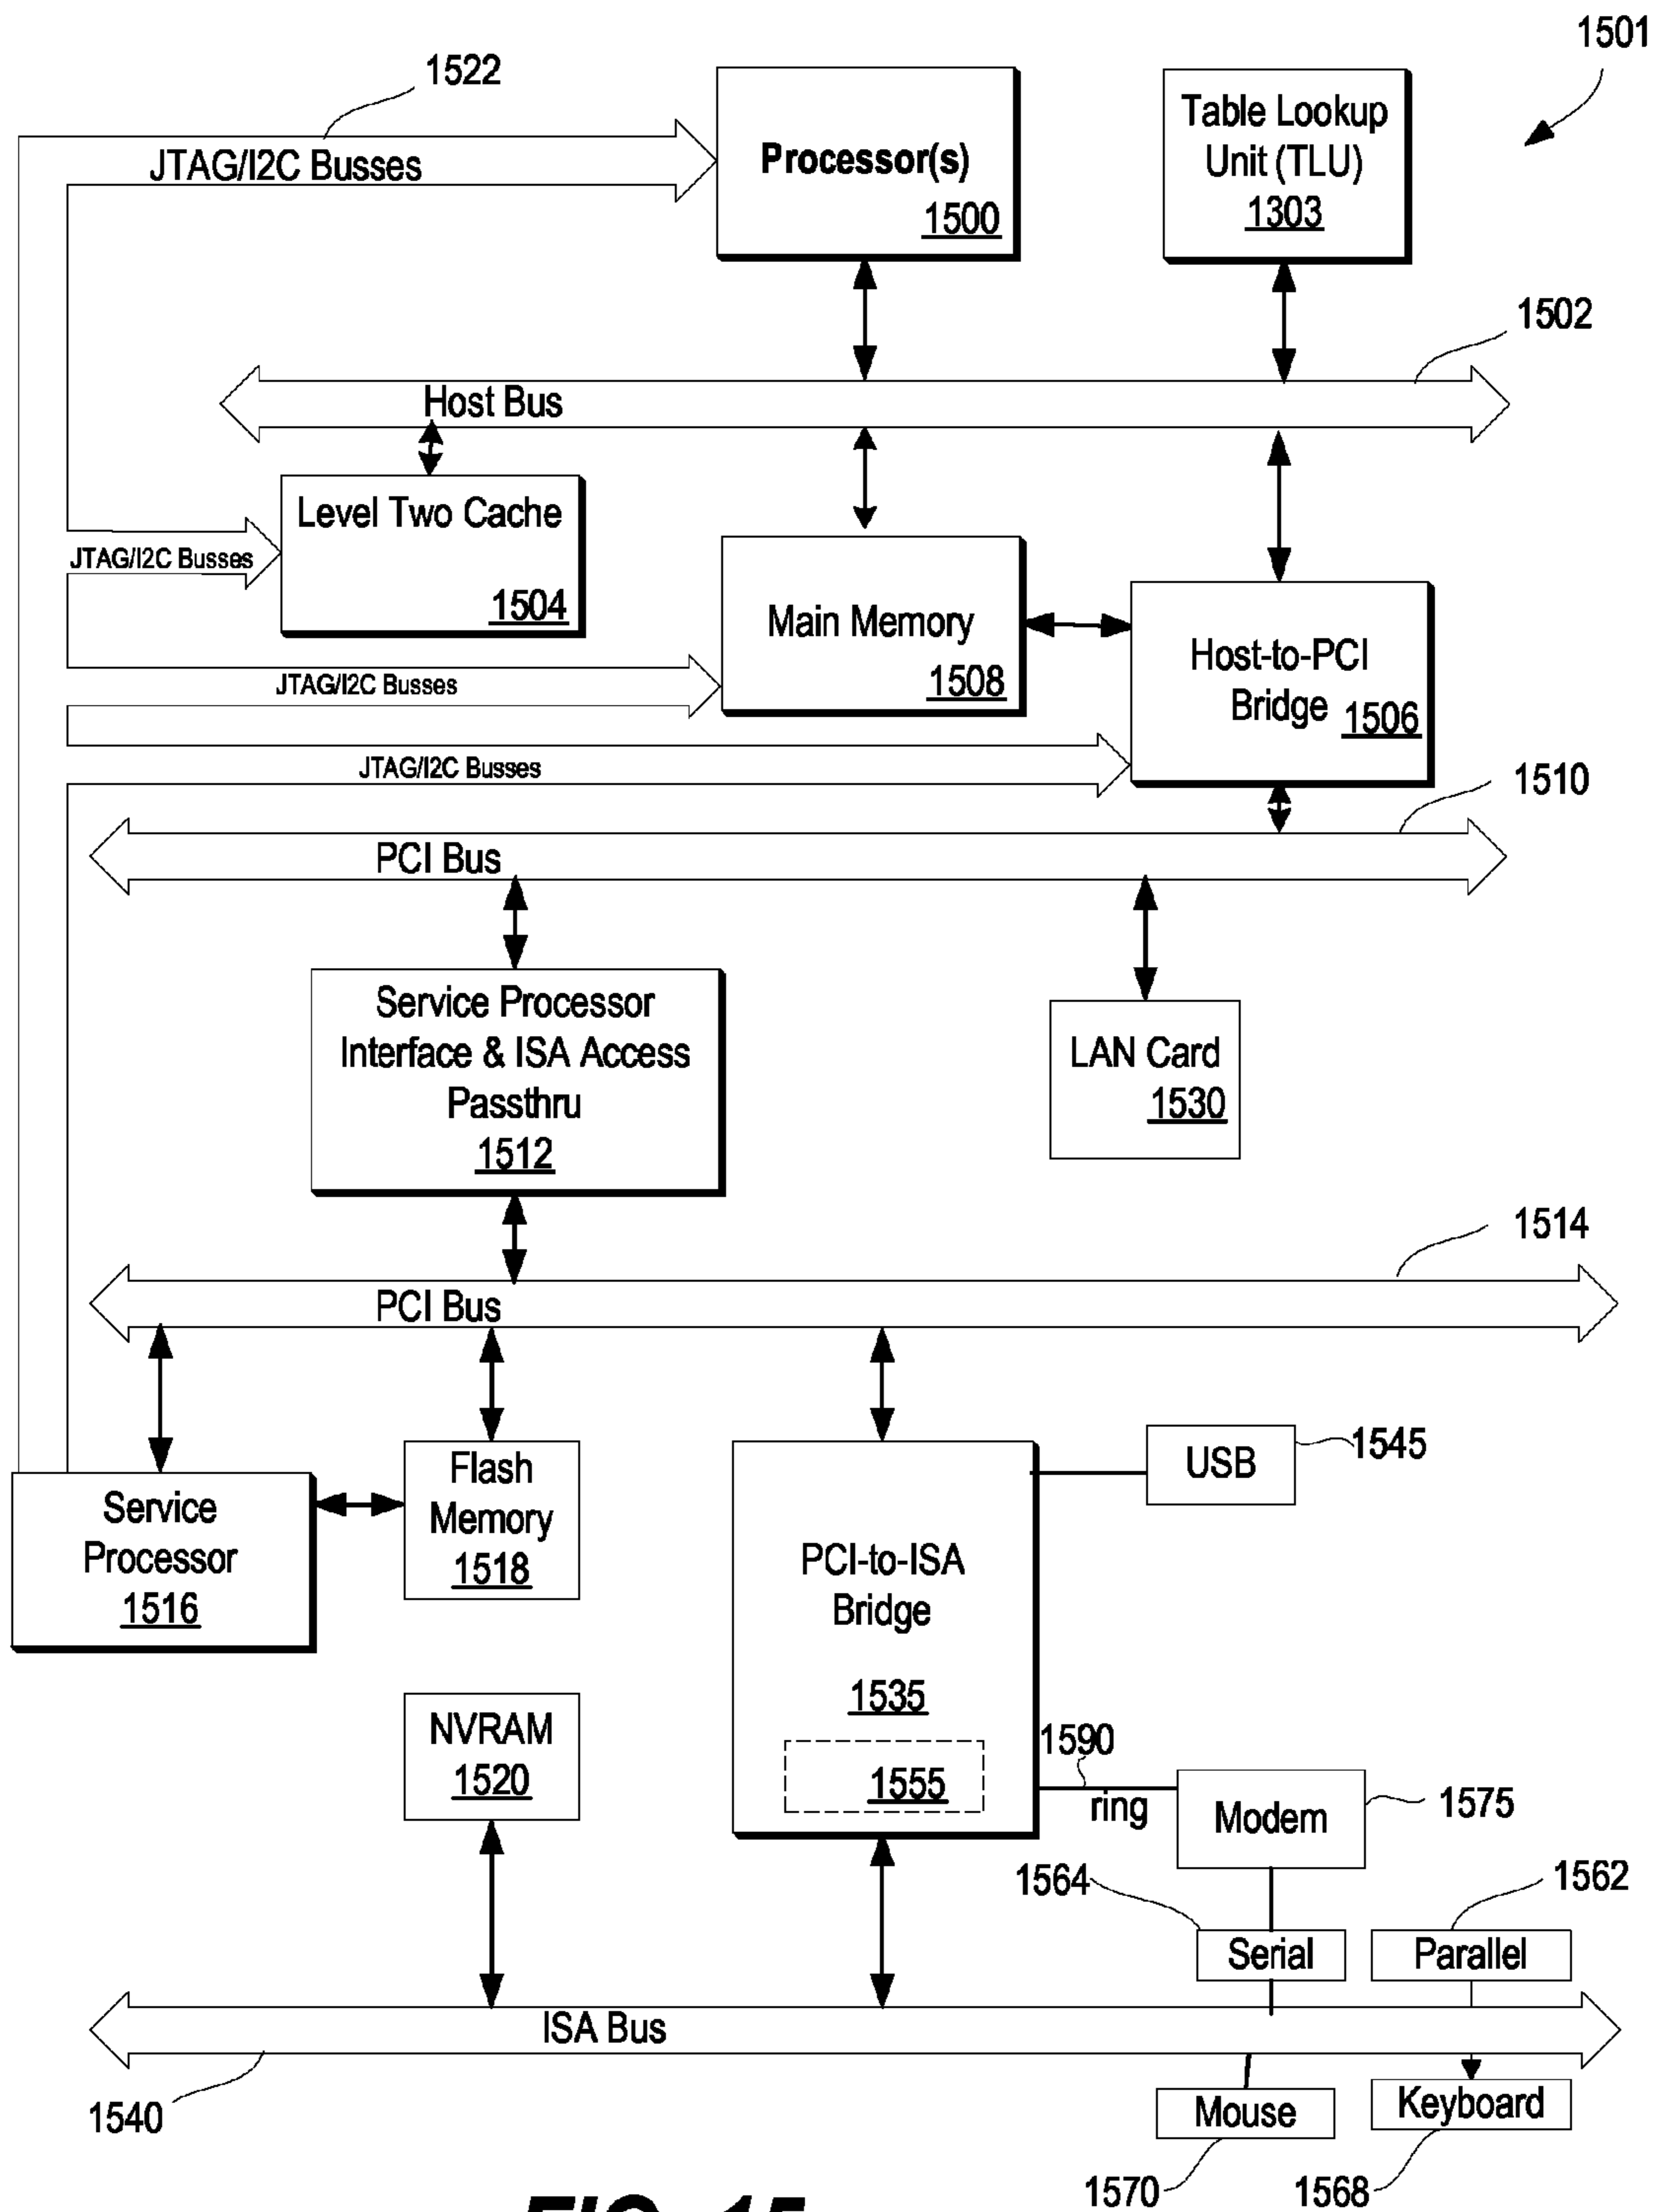 1501
1522
JTAG/I2C Busses
Processor(s)
1500
Table Lookup
Unit (TLU)
1303
1502
Host Bus
Level Two Cache
1504
JTAG/I2C Busses
Main Memory
1508
Host-to-PCI
Bridge 1506
JTAG/I2C Busses
JTAG/I2C Busses
1510
PCI Bus
Service Processor
Interface & ISA Access
Passthru
1512
LAN Card
1530
1514
PCI Bus
Service
Processor
1516
Flash
Memory
1518
PCI-to-ISA
Bridge
1535
1555
USB
1545
NVRAM
1520
1590
ring
Modem
1575
1564
1562
Serial
Parallel
ISA Bus
1540
Mouse
Keyboard
1570
1568
FIG. 15